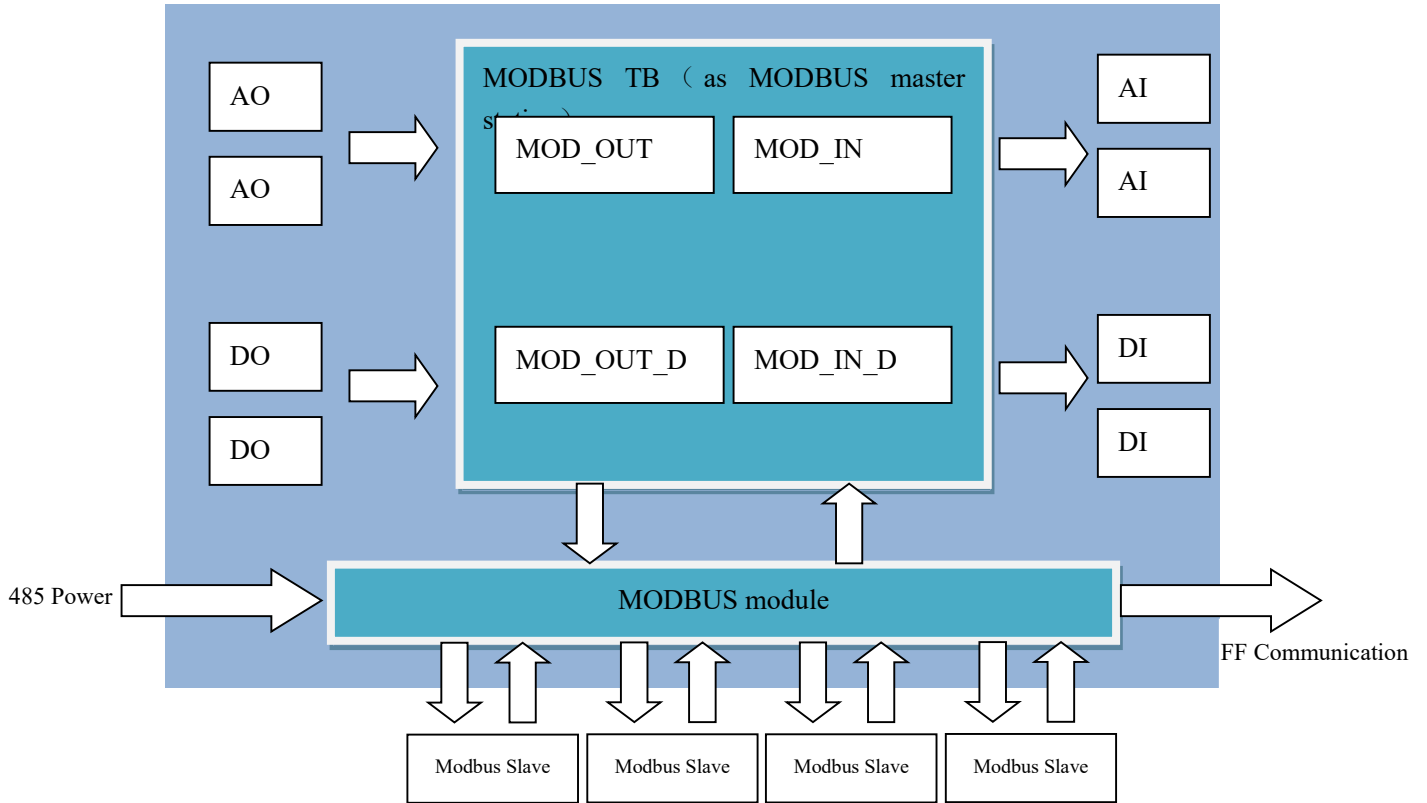 MODBUS TB（as MODBUS master
AO
AO
MOD_OUT
MOD_IN
AI
AI
DO
DO
MOD_OUT_D
MOD_IN_D
DI
DI
485 Power
MODBUS module
FF Communication
Modbus Slave
Modbus Slave
Modbus Slave
Modbus Slave